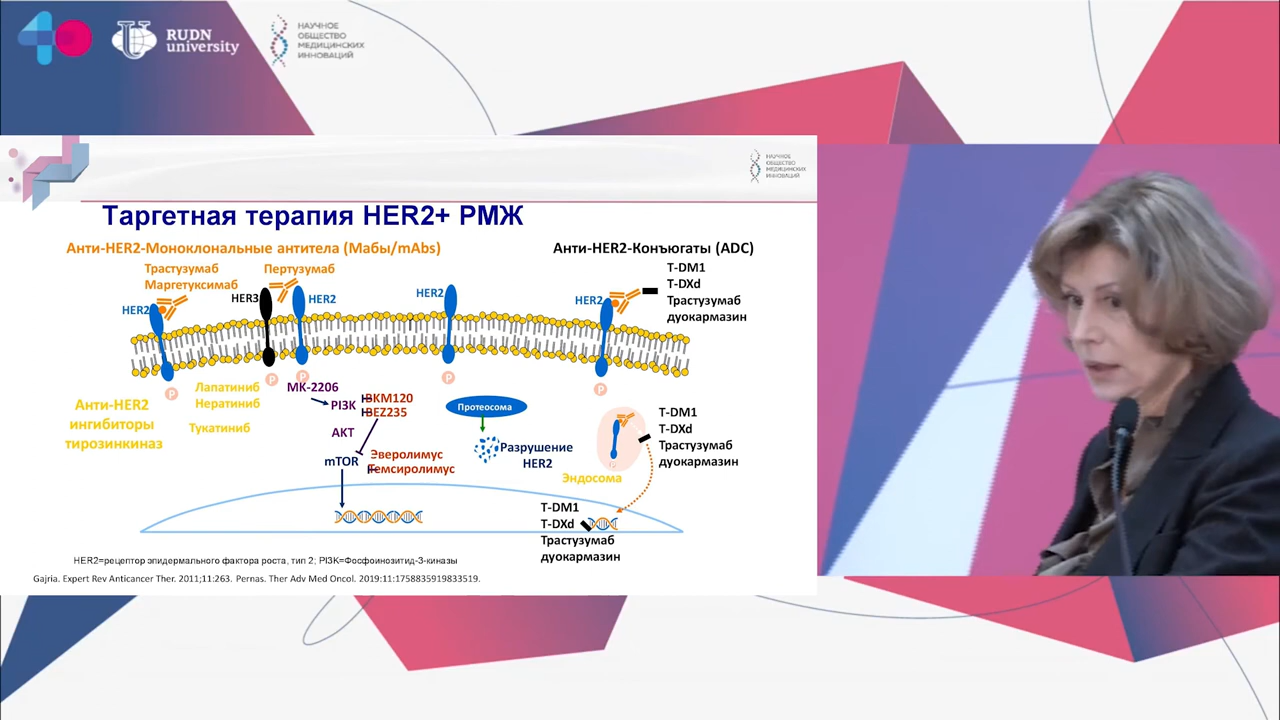 RUDN
university
НАУЧНОЕ
ОБЩЕСТВО
МЕДИЦИНСКИХ
ИННОВАЦИЙ
НАУЧНОЕ
ОБЩЕСТВО
МЕДИЦИНСКИХ
ИННОВАЦИЙ
Таргетная терапия HER2+ РМЖ
Анти-HER2-Моноклональные антитела (Мабы/mAbs)
Анти-HER2-Конъюгаты (ADC)
Трастузумаб
Маргетуксимаб
Пертузумаб
HER2
HER3
HER2
HER2
HER2
T-DM1
T-DXd
Трастузумаб
дуокармазин
P
P
P
P
P
Анти-HER2
ингибиторы
тирозинкиназ
Лапатиниб
Нератиниб
Тукатиниб
MK-2206
PI3K
BKM120
BEZ235
AKT
mTOR
Эверолимус
Темсиролимус
Протеосома
Разрушение
HER2
T-DM1
T-DXd
Трастузумаб
дуокармазин
Эндосома
T-DM1
T-DXd
Трастузумаб
дуокармазин
HER2=рецептор эпидермального фактора роста, тип 2; PI3K=Фосфоинозитид-3-киназы
Gajria. Expert Rev Anticancer Ther. 2011;11:263. Pernas. Ther Adv Med Oncol. 2019:11:1758835919833519.